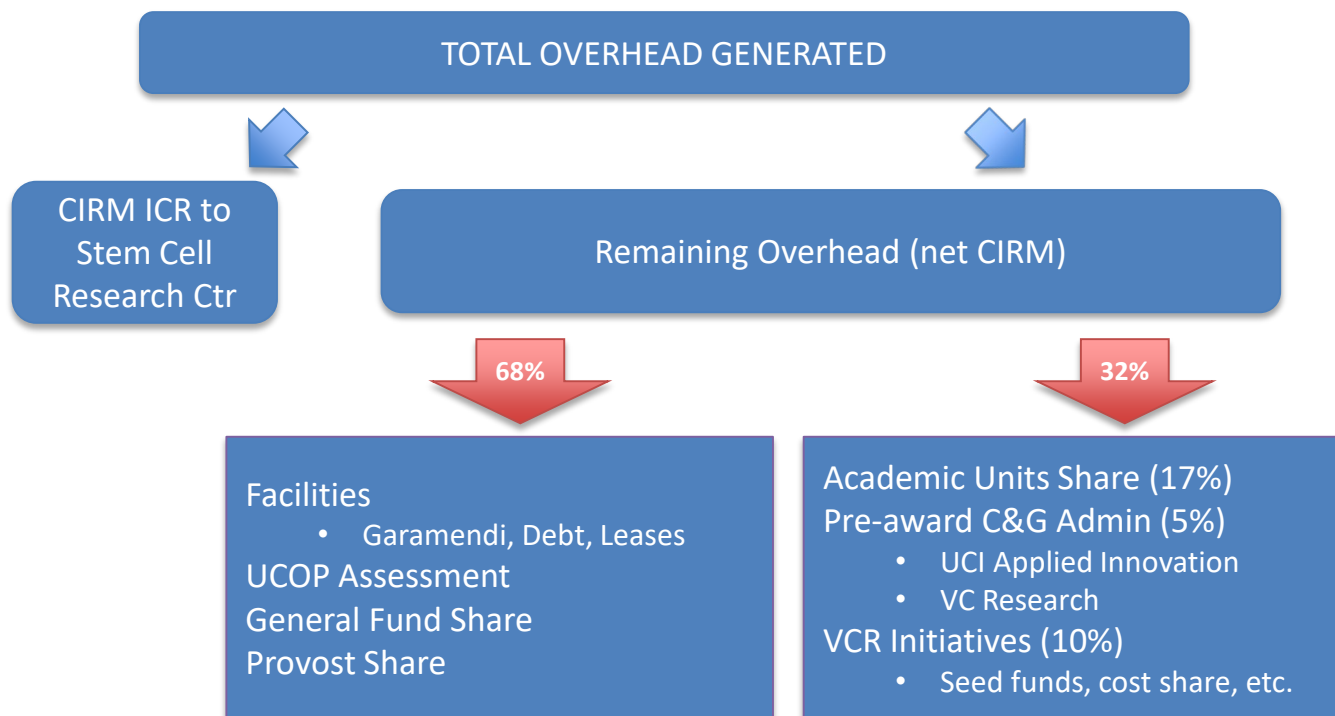 TOTAL OVERHEAD GENERATED
CIRM ICR to
Stem Cell
Research Ctr
Remaining Overhead (net CIRM)
68%
32%
Facilities
• Garamendi, Debt, Leases
UCOP Assessment
General Fund Share
Provost Share
Academic Units Share (17%)
Pre-award C&G Admin (5%)
• UCI Applied Innovation
• VC Research
VCR Initiatives (10%)
• Seed funds, cost share, etc.